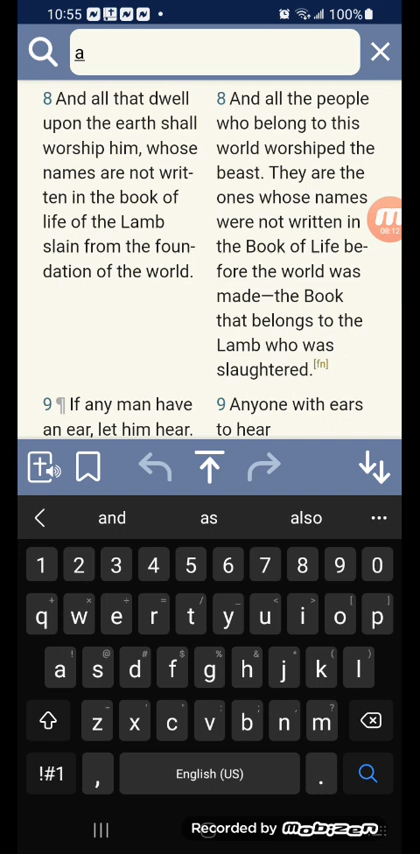 10:55 100%
a
8 And all that dwell
upon the earth shall
worship him, whose
names are not writ-
ten in the book of
life of the Lamb
slain from the foun-
dation of the world.
9 ¶ If any man have
an ear, let him hear.
8 And all the people
who belong to this
world worshiped the
beast. They are the
ones whose names
were not written in
the Book of Life be-
fore the world was
made—the Book
that belongs to the
Lamb who was
slaughtered.[fn]
9 Anyone with ears
to hear
08:12
and as also
1 2 3 4 5 6 7 8 9 0
q w e r t y u i o p
a s d f g h j k l
z x c v b n m
!#1 , English (US) .
Recorded by mobizen